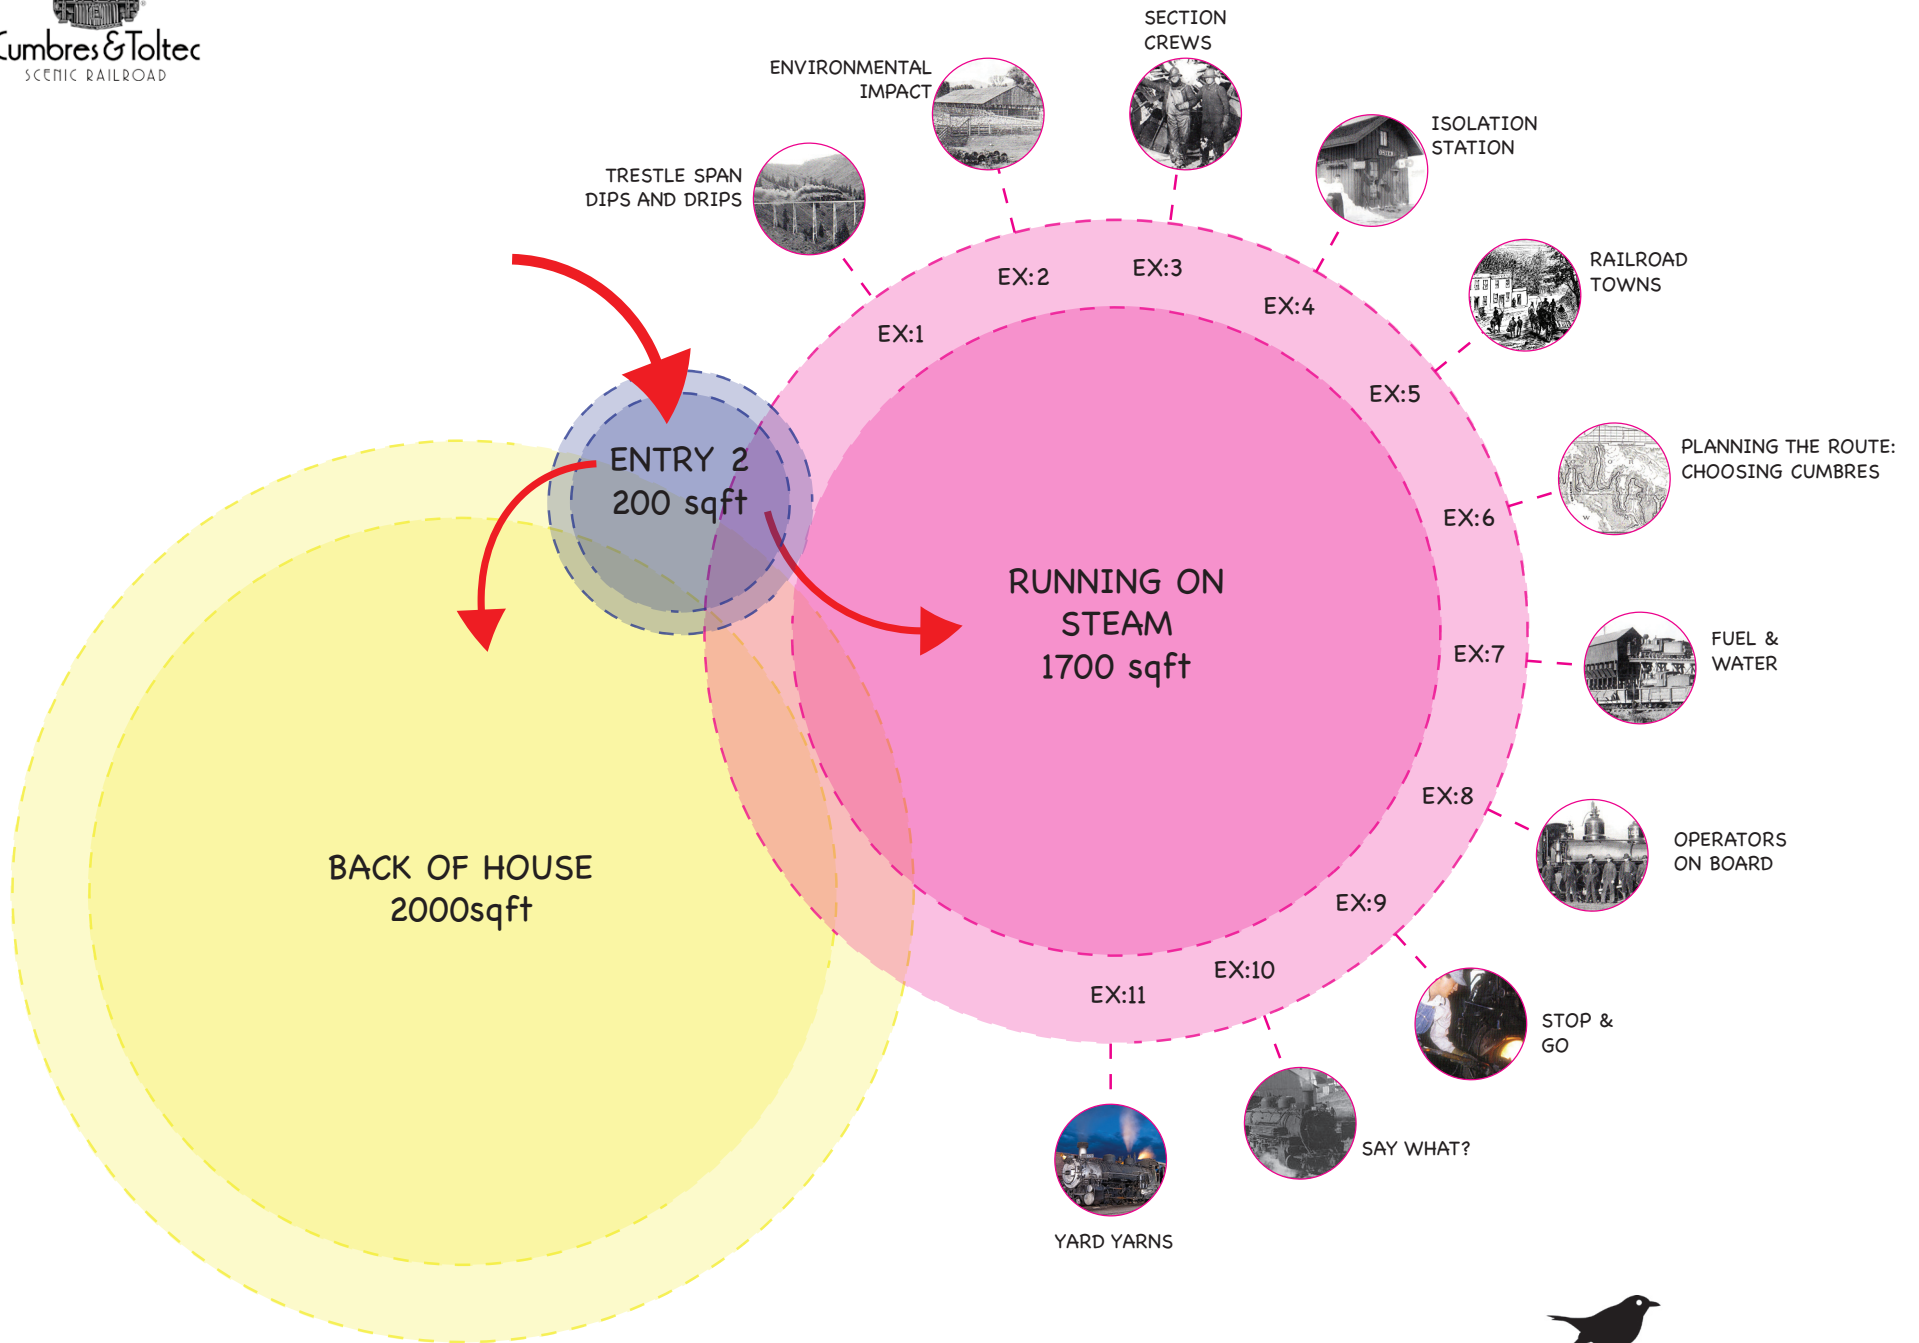 Cumbres & Toltec
SCENIC RAILROAD
SECTION
CREWS
ENVIRONMENTAL
IMPACT
ISOLATION
STATION
TRESTLE SPAN
DIPS AND DRIPS
RAILROAD
TOWNS
EX:1
EX:2
EX:3
EX:4
EX:5
PLANNING THE ROUTE:
CHOOSING CUMBRES
EX:6
ENTRY 2
200 sqft
RUNNING ON
STEAM
1700 sqft
EX:7
FUEL &
WATER
EX:8
OPERATORS
ON BOARD
BACK OF HOUSE
2000sqft
EX:9
EX:10
EX:11
STOP &
GO
SAY WHAT?
YARD YARNS